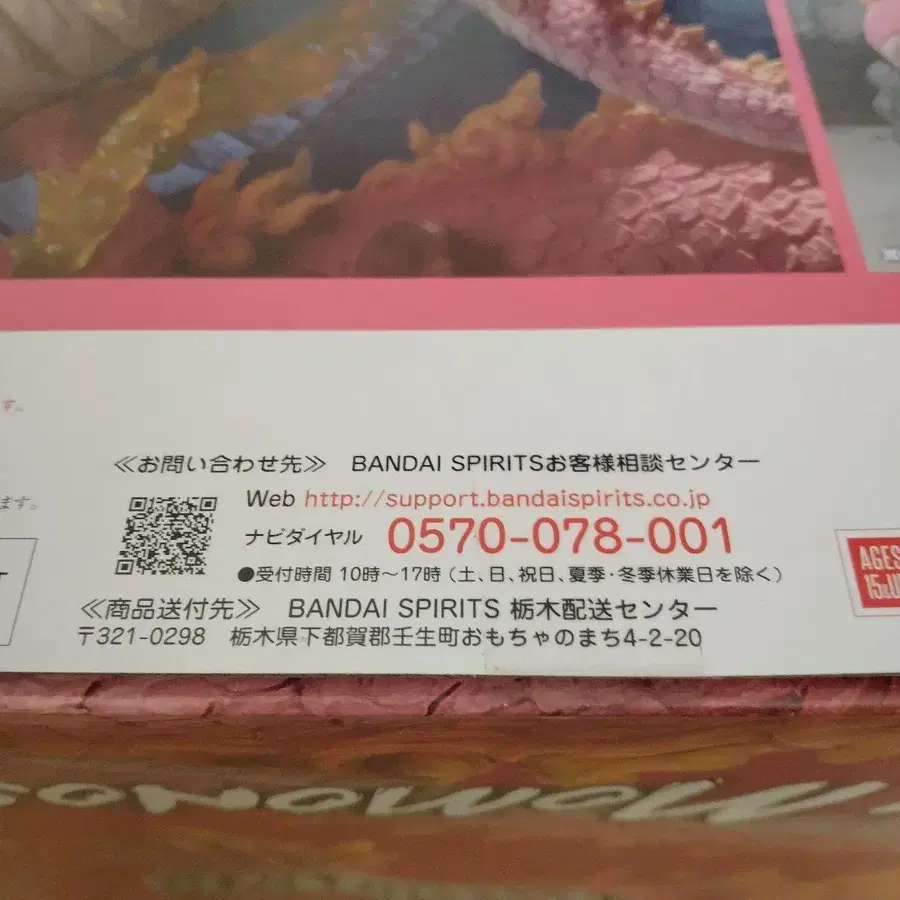 す。
≪お問い合わせ先≫ BANDAI SPIRITSお客様相談センター
ます。
Web http://support.bandaispirits.co.jp
ナビダイヤル 0570-078-001
●受付時間 10時～17時(土、日、祝日、夏季・冬季休業日を除く)
≪商品送付先≫ BANDAI SPIRITS 栃木配送センター
〒321-0298 栃木県下都賀郡壬生町おもちゃのまち4-2-20
AGES